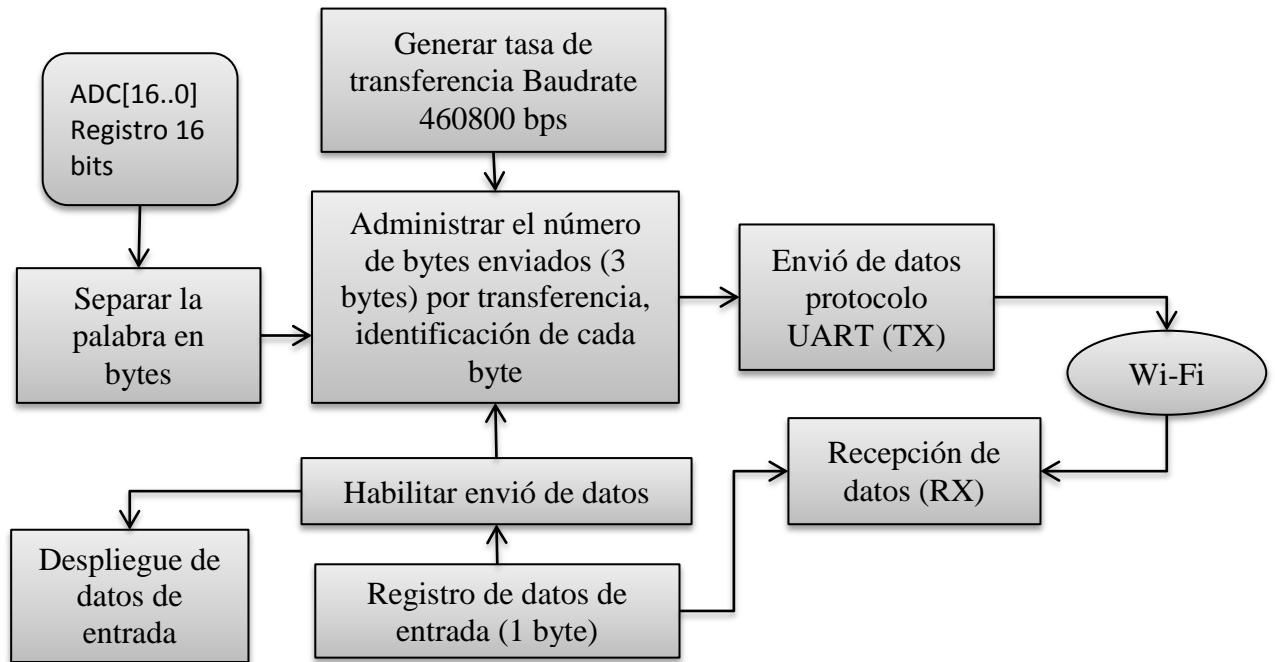 ADC[16..0]
Registro 16
bits
Generar tasa de
transferencia Baudrate
460800 bps
Separar la
palabra en
bytes
Administrar el número
de bytes enviados (3
bytes) por transferencia,
identificación de cada
byte
Envió de datos
protocolo
UART (TX)
Wi-Fi
Recepción de
datos (RX)
Habilitar envió de datos
Despliegue de
datos de
entrada
Registro de datos de
entrada (1 byte)